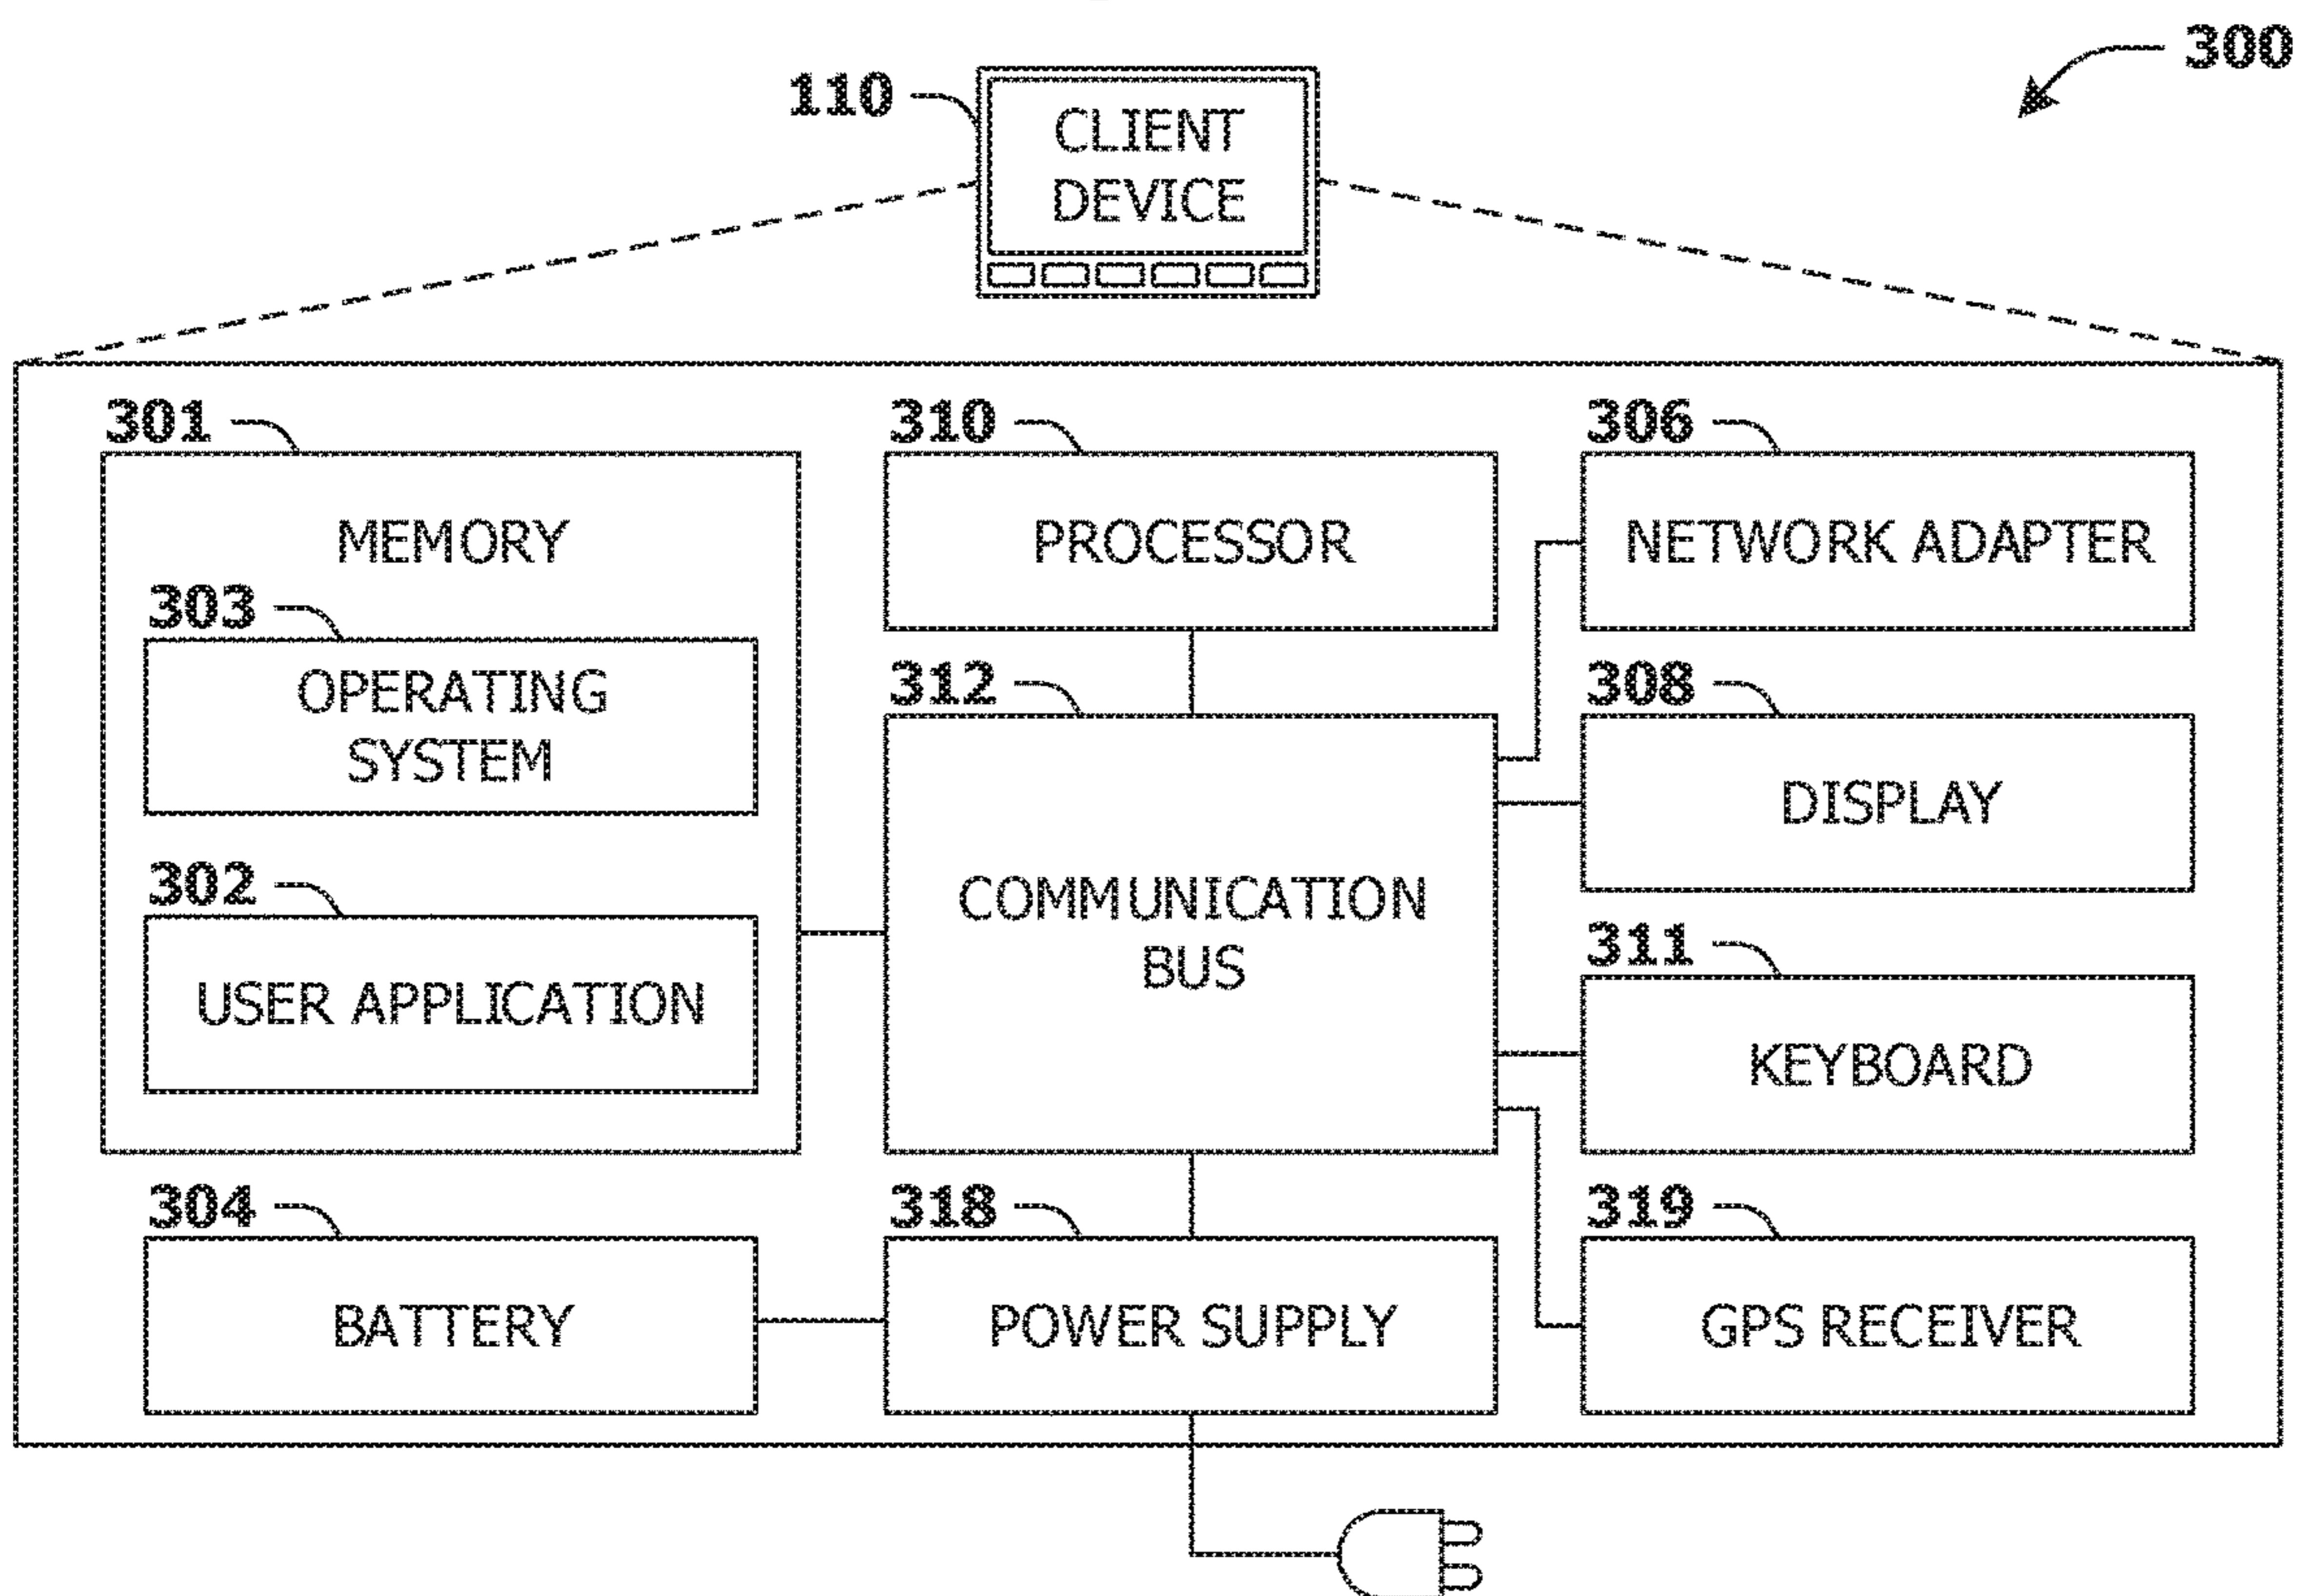 300
110
CLIENT
DEVICE
301
310
306
MEMORY
PROCESSOR
NETWORK ADAPTER
303
312
308
OPERATING
SYSTEM
DISPLAY
302
COMMUNICATION
BUS
311
USER APPLICATION
KEYBOARD
304
318
319
BATTERY
POWER SUPPLY
GPS RECEIVER